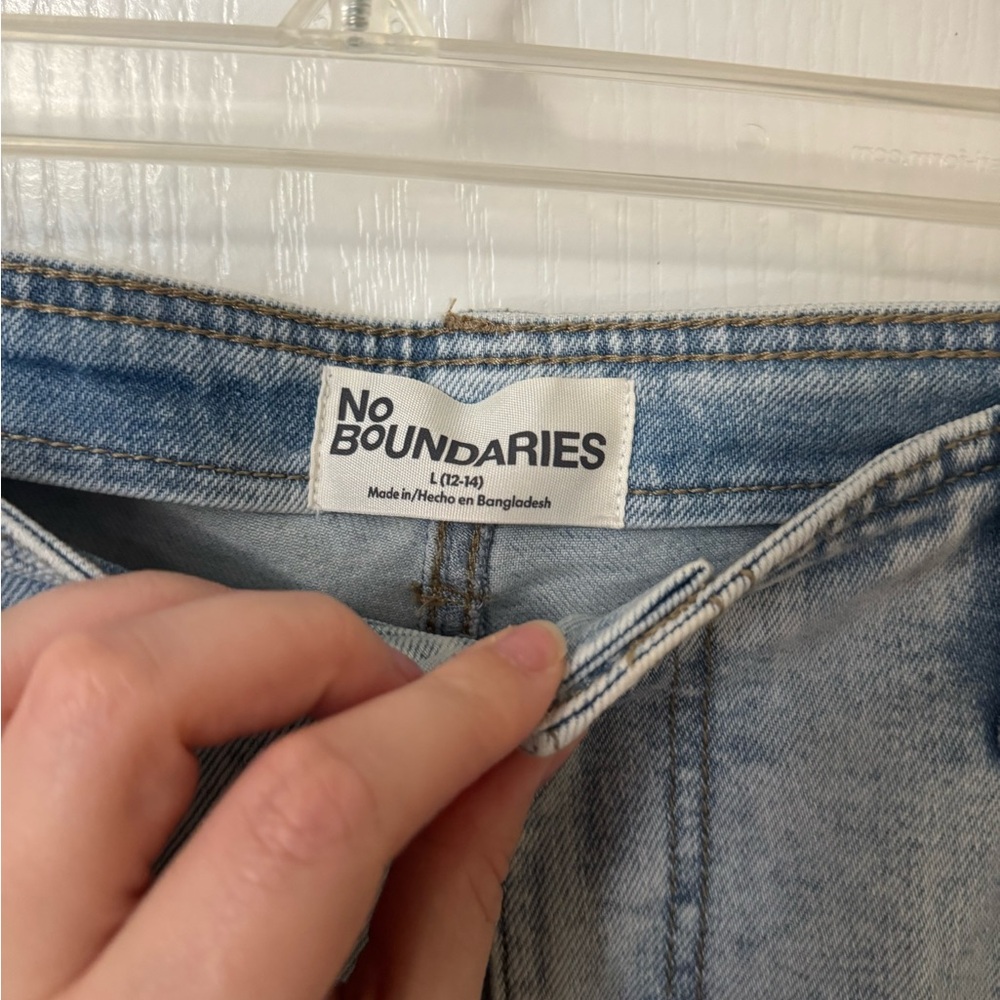 No
BOUNDARIES
L (12-14)
Made in/Hecho en Bangladesh